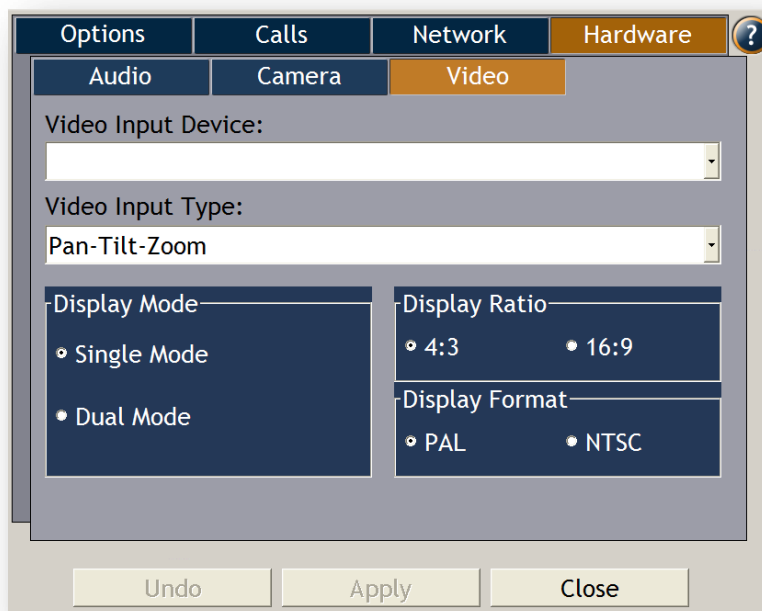 Options Calls Network Hardware ?
Audio Camera Video
Video Input Device:
Video Input Type:
Pan-Tilt-Zoom
Display Mode
Single Mode
Dual Mode
Display Ratio
4:3 16:9
Display Format
PAL NTSC
Undo Apply Close